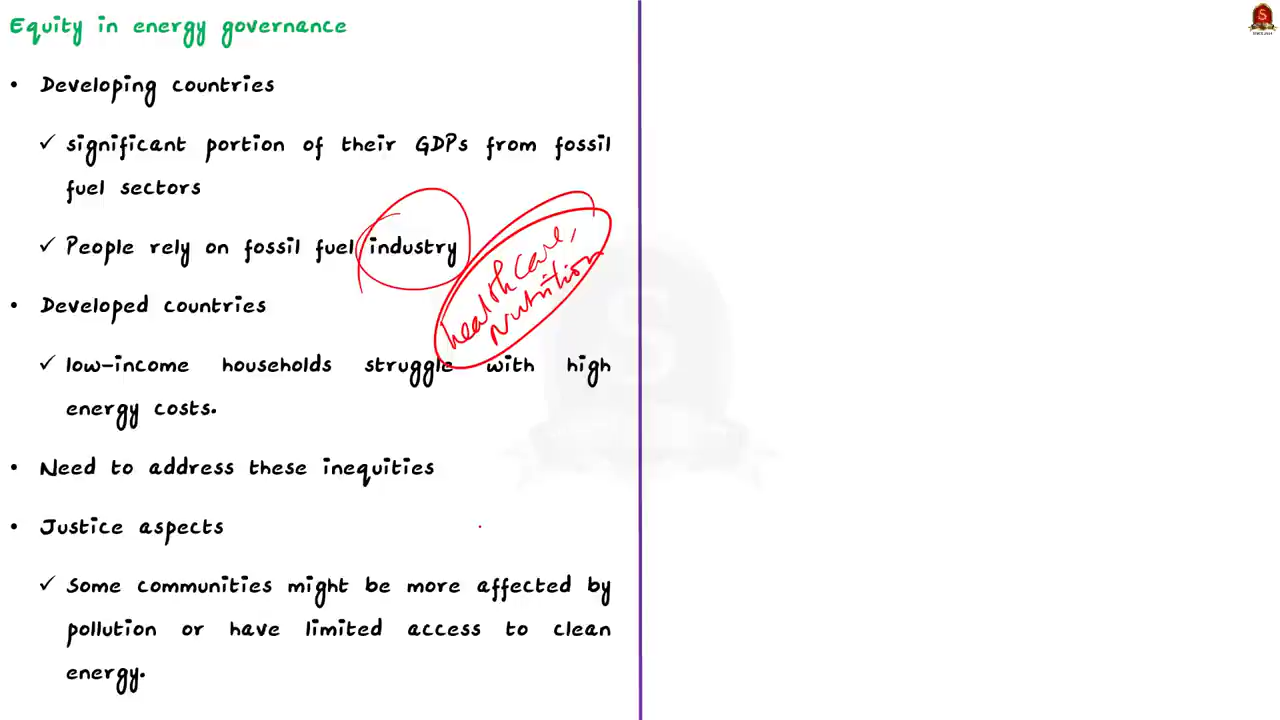 Equity in energy governance
• Developing countries
✓ significant portion of their GDPs from fossil
fuel sectors
✓ People rely on fossil fuel industry
health care,
nutrition
• Developed countries
✓ low-income households struggle with high
energy costs.
• Need to address these inequities
• Justice aspects
✓ Some communities might be more affected by
pollution or have limited access to clean
energy.
S